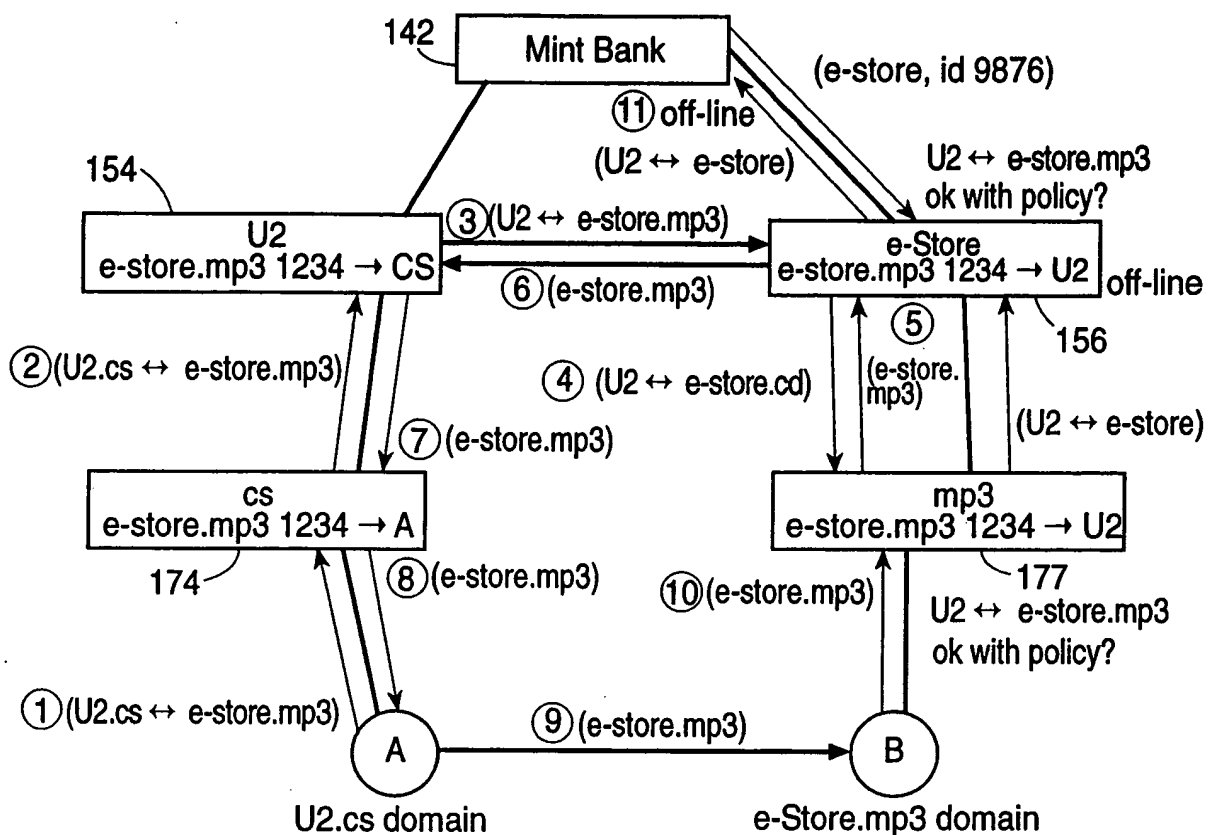 142
Mint Bank
(e-store, id 9876)
11 off-line
(U2 ↔ e-store)
U2 ↔ e-store.mp3
ok with policy?
154
U2
e-store.mp3 1234 → CS
3 (U2 ↔ e-store.mp3)
6 (e-store.mp3)
e-Store
e-store.mp3 1234 → U2
off-line
156
2 (U2.cs ↔ e-store.mp3)
7 (e-store.mp3)
4 (U2 ↔ e-store.cd)
5
(e-store.
mp3)
(U2 ↔ e-store)
cs
e-store.mp3 1234 → A
174
mp3
e-store.mp3 1234 → U2
177
8 (e-store.mp3)
10 (e-store.mp3)
U2 ↔ e-store.mp3
ok with policy?
1 (U2.cs ↔ e-store.mp3)
9 (e-store.mp3)
A
B
U2.cs domain
e-Store.mp3 domain